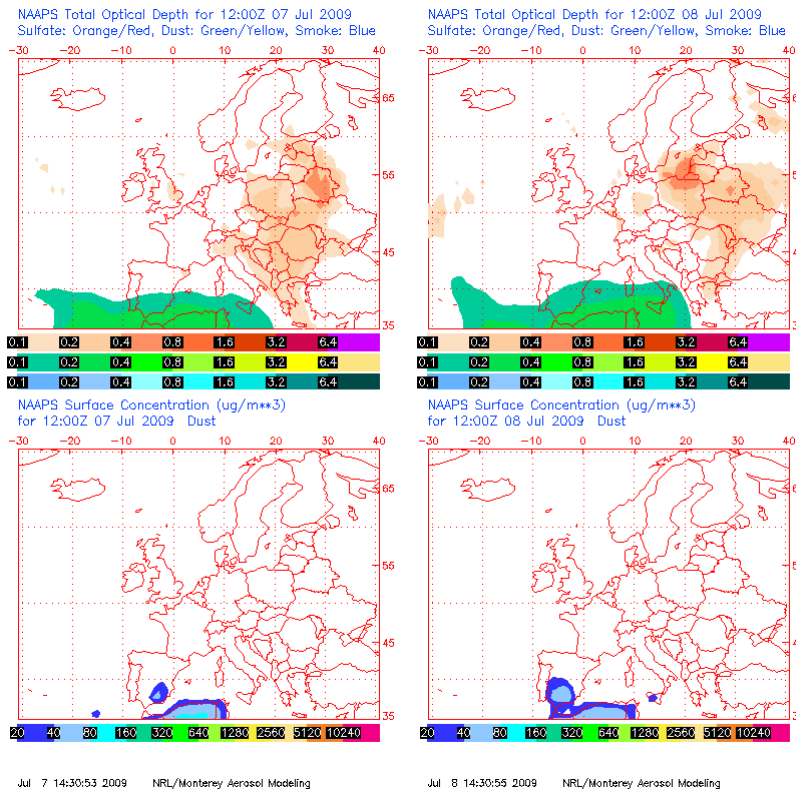 NAAPS Total Optical Depth for 12:00Z 07 Jul 2009
Sulfate: Orange/Red, Dust: Green/Yellow, Smoke: Blue
-30 -20 -10 0 10 20 30 40
65
55
45
35
0.1 0.2 0.4 0.8 1.6 3.2 6.4
0.1 0.2 0.4 0.8 1.6 3.2 6.4
0.1 0.2 0.4 0.8 1.6 3.2 6.4
NAAPS Total Optical Depth for 12:00Z 08 Jul 2009
Sulfate: Orange/Red, Dust: Green/Yellow, Smoke: Blue
-30 -20 -10 0 10 20 30 40
65
5
45
35
0.1 0.2 0.4 0.8 1.6 3.2 6.4
0.1 0.2 0.4 0.8 1.6 3.2 6.4
0.1 0.2 0.4 0.8 1.6 3.2 6.4
NAAPS Surface Concentration (ug/m**3)
for 12:00Z 07 Jul 2009 Dust
-30 -20 -10 0 10 20 30 40
65
55
45
35
20 40 80 160 320 640 1280 2560 5120 10240
Jul 7 14:30:53 2009 NRL/Monterey Aerosol Modeling
NAAPS Surface Concentration (ug/m**3)
for 12:00Z 08 Jul 2009 Dust
-30 -20 -10 0 10 20 30 40
65
5
45
35
20 40 80 160 320 640 1280 2560 5120 10240
Jul 8 14:30:55 2009 NRL/Monterey Aerosol Modeling